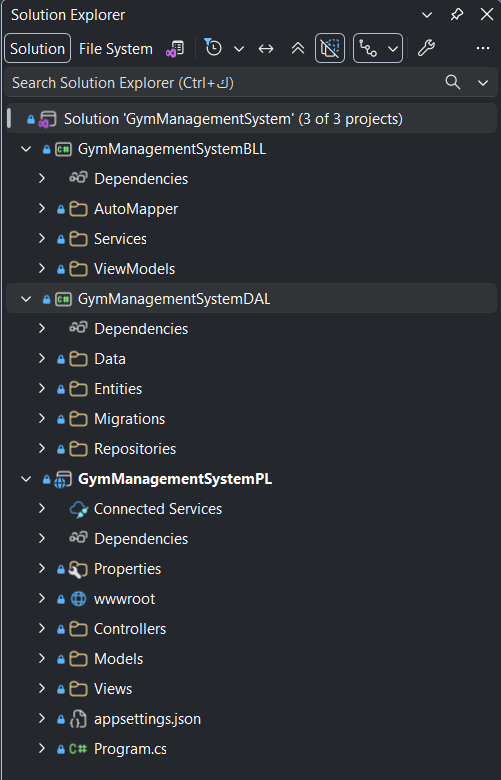 Solution Explorer
Solution File System
Search Solution Explorer (Ctrl+ك)
Solution 'GymManagementSystem' (3 of 3 projects)
C# GymManagementSystemBLL
Dependencies
AutoMapper
Services
ViewModels
C# GymManagementSystemDAL
Dependencies
Data
Entities
Migrations
Repositories
GymManagementSystemPL
Connected Services
Dependencies
Properties
wwwroot
Controllers
Models
Views
appsettings.json
C# Program.cs